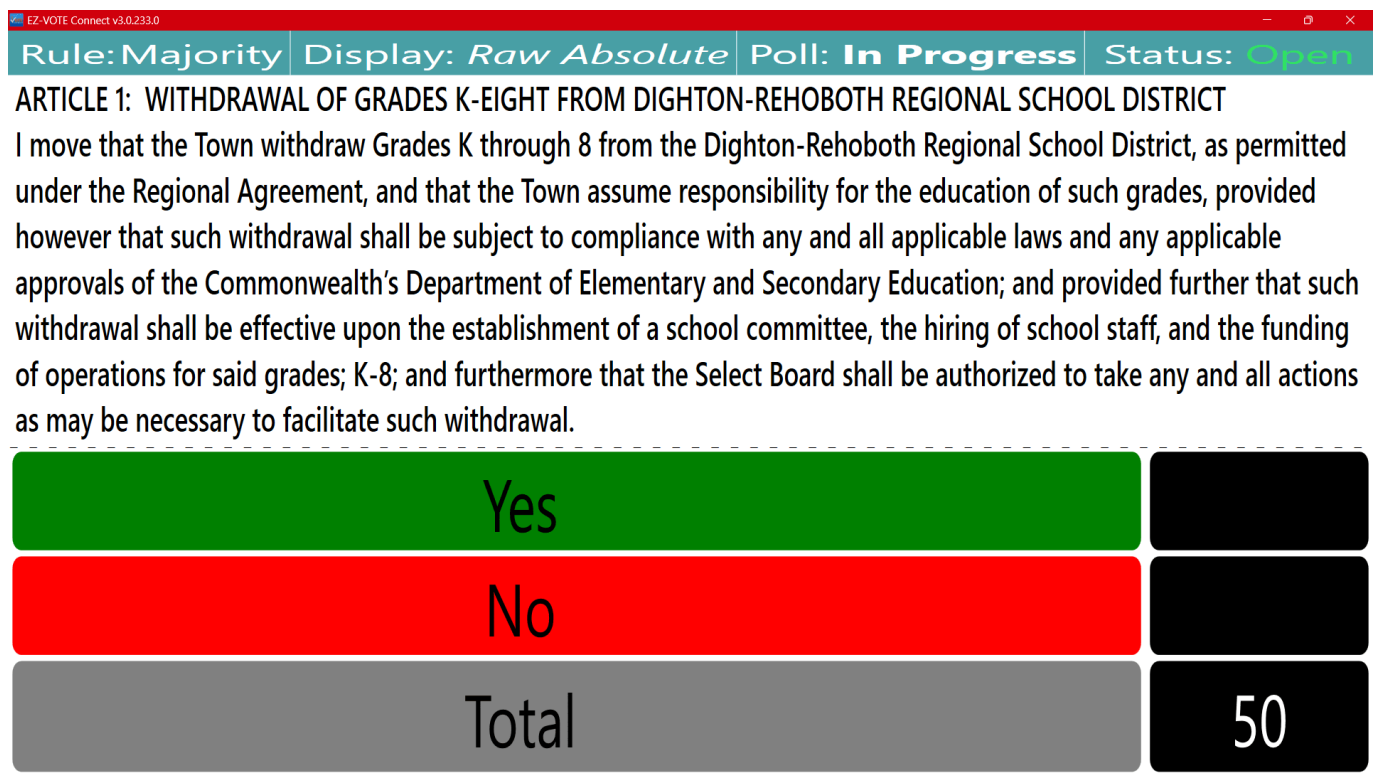 EZ-VOTE Connect v3.0.233.0
Rule: Majority Display: Raw Absolute Poll: In Progress Status: Open
ARTICLE 1: WITHDRAWAL OF GRADES K-EIGHT FROM DIGHTON-REHOBOTH REGIONAL SCHOOL DISTRICT
I move that the Town withdraw Grades K through 8 from the Dighton-Rehoboth Regional School District, as permitted
under the Regional Agreement, and that the Town assume responsibility for the education of such grades, provided
however that such withdrawal shall be subject to compliance with any and all applicable laws and any applicable
approvals of the Commonwealth’s Department of Elementary and Secondary Education; and provided further that such
withdrawal shall be effective upon the establishment of a school committee, the hiring of school staff, and the funding
of operations for said grades; K-8; and furthermore that the Select Board shall be authorized to take any and all actions
as may be necessary to facilitate such withdrawal.
Yes
No
Total 50